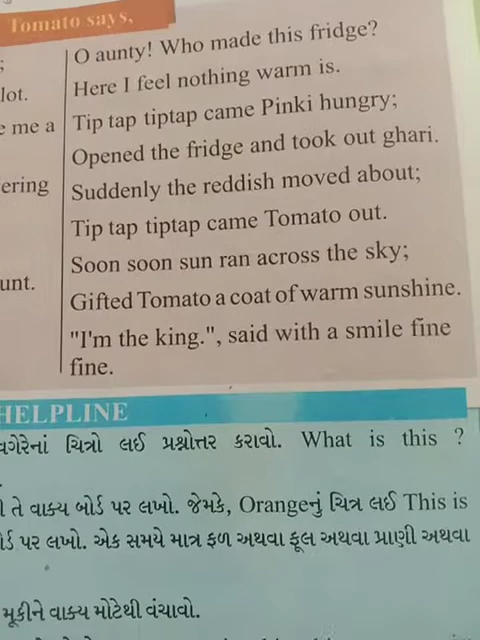 Tomato says,
O aunty! Who made this fridge?
;
Here I feel nothing warm is.
lot.
Tip tap tiptap came Pinki hungry;
e me a
Opened the fridge and took out ghari.
Suddenly the reddish moved about;
ering
Tip tap tiptap came Tomato out.
Soon soon sun ran across the sky;
unt.
Gifted Tomato a coat of warm sunshine.
"I'm the king.", said with a smile fine
fine.
HELPLINE
વગેરેનાં ચિત્રો લઈ પ્રશ્નોત્તર કરાવો. What is this ?
તે વાક્ય બોર્ડ પર લખો. જેમકે, Orangeનું ચિત્ર લઈ This is
ર્ડ પર લખો. એક સમયે માત્ર ફળ અથવા ફૂલ અથવા પ્રાણી અથવા
મૂકીને વાક્ય મોટેથી વંચાવો.